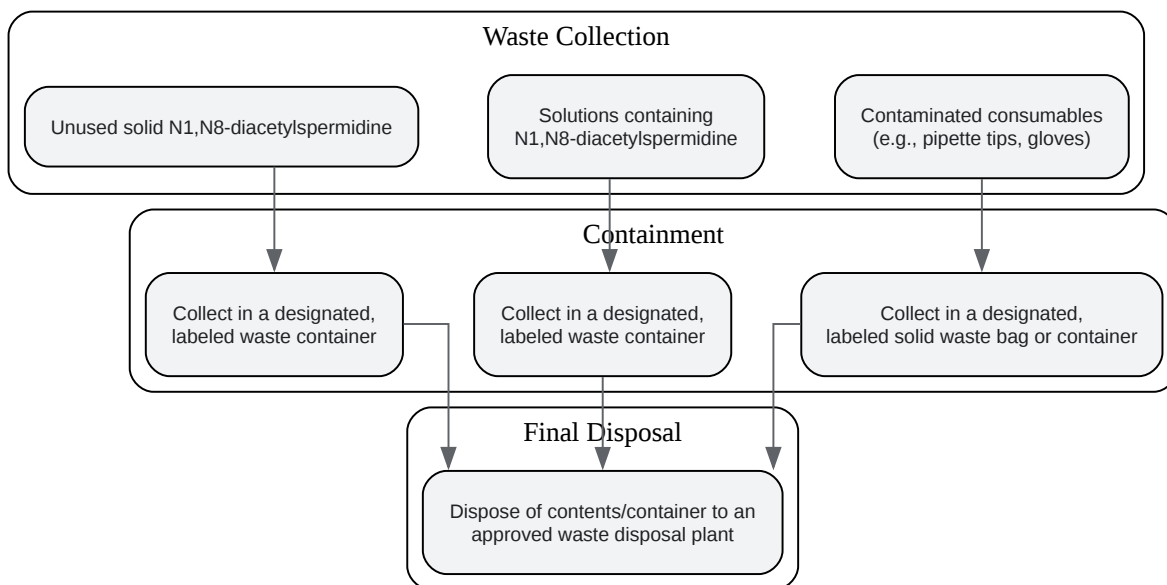 Waste Collection
Unused solid N1,N8-diacetylspermidine
Solutions containing
N1,N8-diacetylspermidine
Contaminated consumables
(e.g., pipette tips, gloves)
Containment
Collect in a designated,
labeled waste container
Collect in a designated,
labeled waste container
Collect in a designated,
labeled solid waste bag or container
Final Disposal
Dispose of contents/container to an
approved waste disposal plant